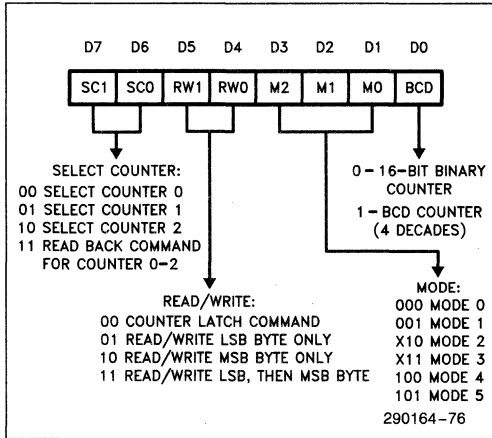 D7 D6 D5 D4 D3 D2 D1 D0
SC1 SC0 RW1 RW0 M2 M1 M0 BCD
SELECT COUNTER:
00 SELECT COUNTER 0
01 SELECT COUNTER 1
10 SELECT COUNTER 2
11 READ BACK COMMAND
FOR COUNTER 0-2
0-16-BIT BINARY
COUNTER
1-BCD COUNTER
(4 DECADES)
READ/WRITE:
00 COUNTER LATCH COMMAND
01 READ/WRITE LSB BYTE ONLY
10 READ/WRITE MSB BYTE ONLY
11 READ/WRITE LSB, THEN MSB BYTE
MODE:
000 MODE 0
001 MODE 1
X10 MODE 2
X11 MODE 3
100 MODE 4
101 MODE 5
290164-76